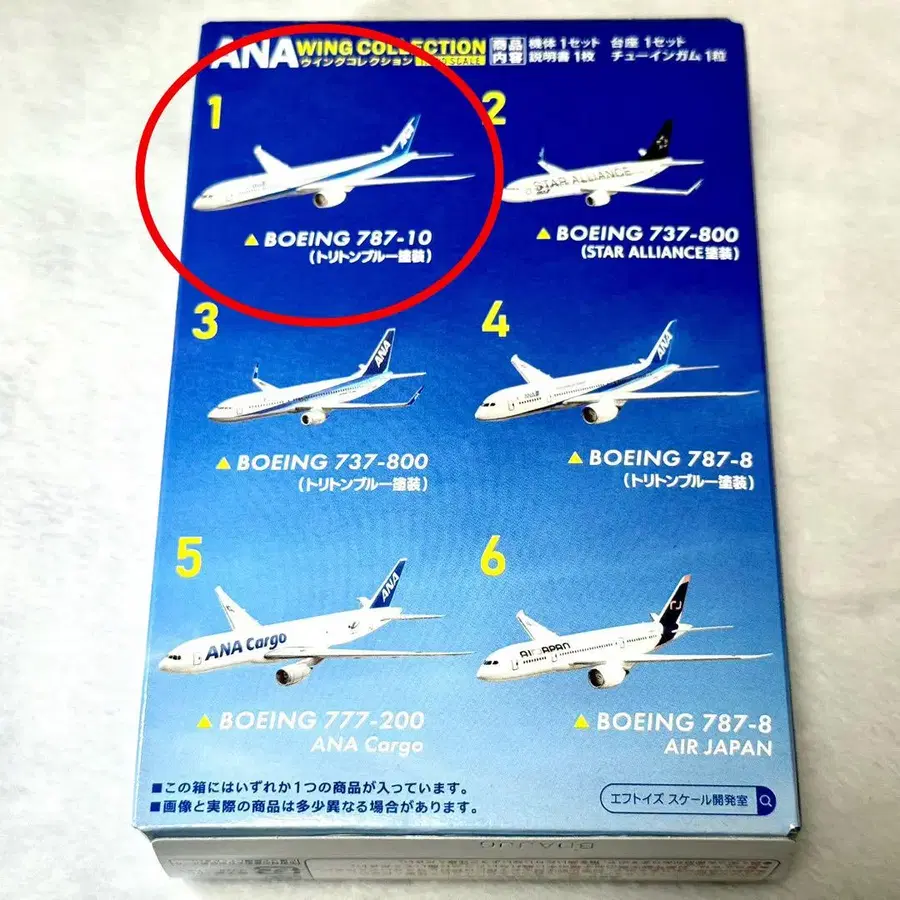 ANA WING COLLECTION
ウイングコレクション
SCALE
商品内容
機体 1セット 台座 1セット
説明書 1枚 チューインガム 1粒
1
▲ BOEING 787-10
(トリトンブルー塗装)
2
STAR ALLIANCE
▲ BOEING 737-800
(STAR ALLIANCE塗装)
3
ANA
▲ BOEING 737-800
(トリトンブルー塗装)
4
ANA
▲ BOEING 787-8
(トリトンブルー塗装)
5
ANA
ANA Cargo
▲ BOEING 777-200
ANA Cargo
6
AIR JAPAN
▲ BOEING 787-8
AIR JAPAN
■この箱にはいずれか1つの商品が入っています。
■画像と実際の商品は多少異なる場合があります。
エフトイズ スケール開発室